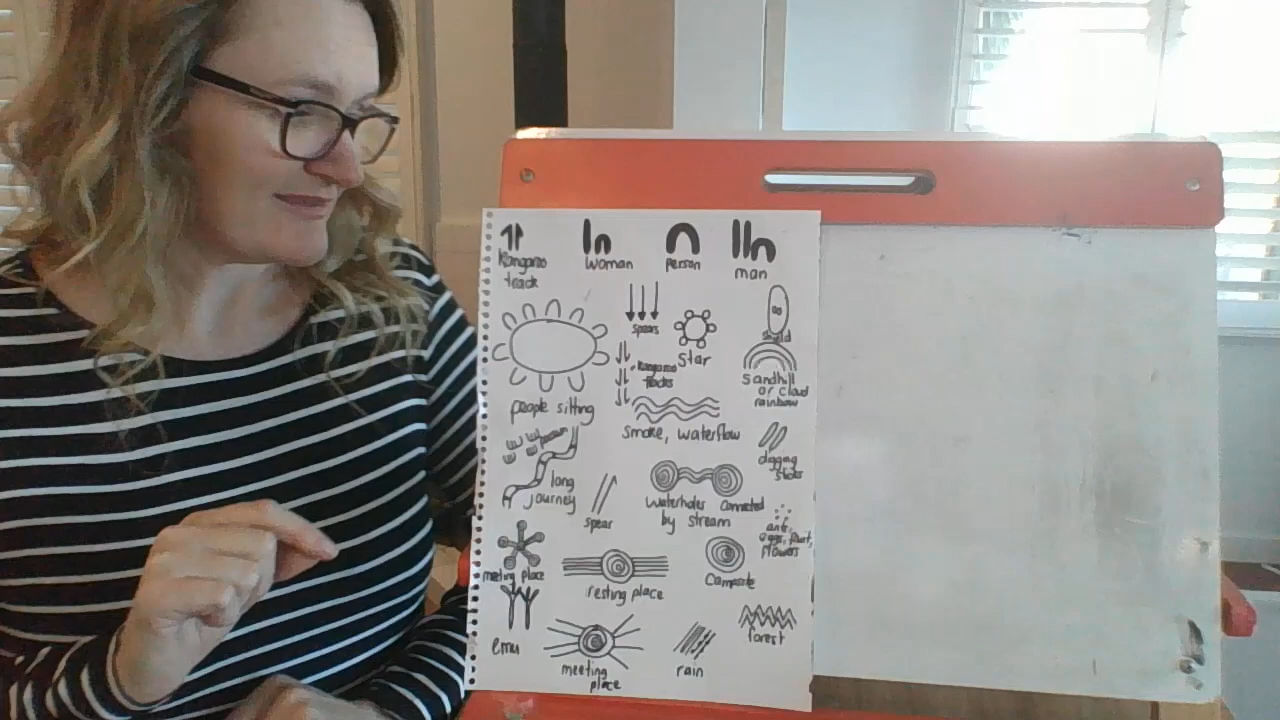 Kangaroo
track
woman
person
man
spears
Star
shield
people sitting
Kangaroo
tracks
Sandhill
or cloud
rainbow
Smoke, waterflow
digging
sticks
long
journey
spear
Waterholes connected
by stream
ants,
eggs, fruit,
flowers
meeting place
resting place
Campsite
emu
meeting
place
rain
forest